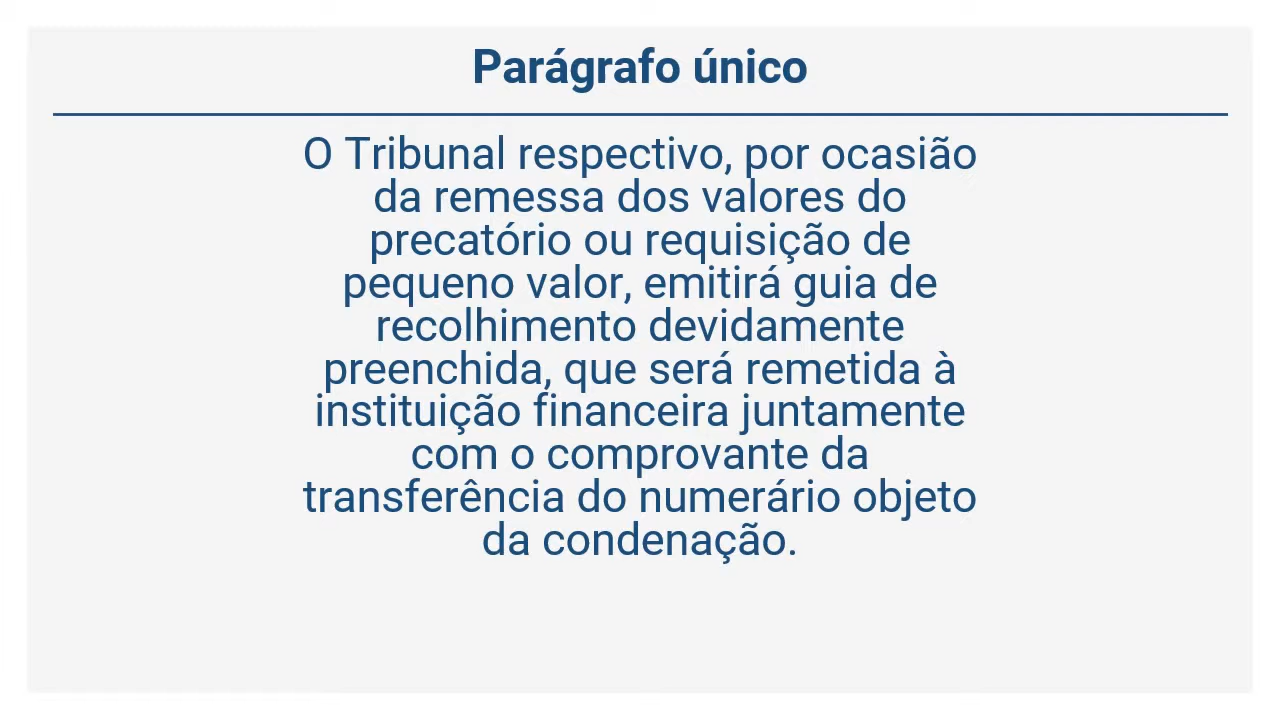 Parágrafo único
O Tribunal respectivo, por ocasião
da remessa dos valores do
precatório ou requisição de
pequeno valor, emitirá guia de
recolhimento devidamente
preenchida, que será remetida à
instituição financeira juntamente
com o comprovante da
transferência do numerário objeto
da condenação.